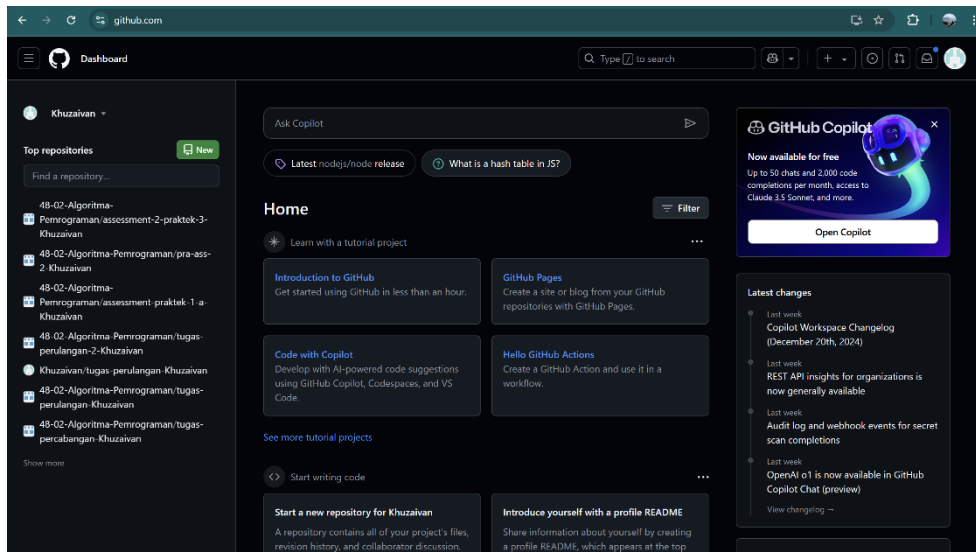 github.com
Dashboard
Type / to search
Khuzaivan
Top repositories
New
Find a repository...
48-02-Algoritma-
Pemrograman/assessment-2-praktek-3-
Khuzaivan
48-02-Algoritma-Pemrograman/pra-ass-
2-Khuzaivan
48-02-Algoritma-
Pemrograman/assessment-praktek-1-a-
Khuzaivan
48-02-Algoritma-Pemrograman/tugas-
perulangan-2-Khuzaivan
Khuzaivan/tugas-perulangan-Khuzaivan
48-02-Algoritma-Pemrograman/tugas-
perulangan-Khuzaivan
48-02-Algoritma-Pemrograman/tugas-
percabangan-Khuzaivan
Show more
Ask Copilot
Latest nodejs/node release
What is a hash table in JS?
Home
Filter
Learn with a tutorial project
Introduction to GitHub
Get started using GitHub in less than an hour.
GitHub Pages
Create a site or blog from your GitHub
repositories with GitHub Pages.
Code with Copilot
Develop with AI-powered code suggestions
using GitHub Copilot, Codespaces, and VS
Code.
Hello GitHub Actions
Create a GitHub Action and use it in a
workflow.
See more tutorial projects
Start writing code
Start a new repository for Khuzaivan
A repository contains all of your project's files,
revision history, and collaborator discussion.
Introduce yourself with a profile README
Share information about yourself by creating
a profile README, which appears at the top
GitHub Copilot
Now available for free
Up to 50 chats and 2,000 code
completions per month, access to
Claude 3.5 Sonnet, and more.
Open Copilot
Latest changes
Last week
Copilot Workspace Changelog
(December 20th, 2024)
Last week
REST API insights for organizations is
now generally available
Last week
Audit log and webhook events for secret
scan completions
Last week
OpenAI o1 is now available in GitHub
Copilot Chat (preview)
View changelog →